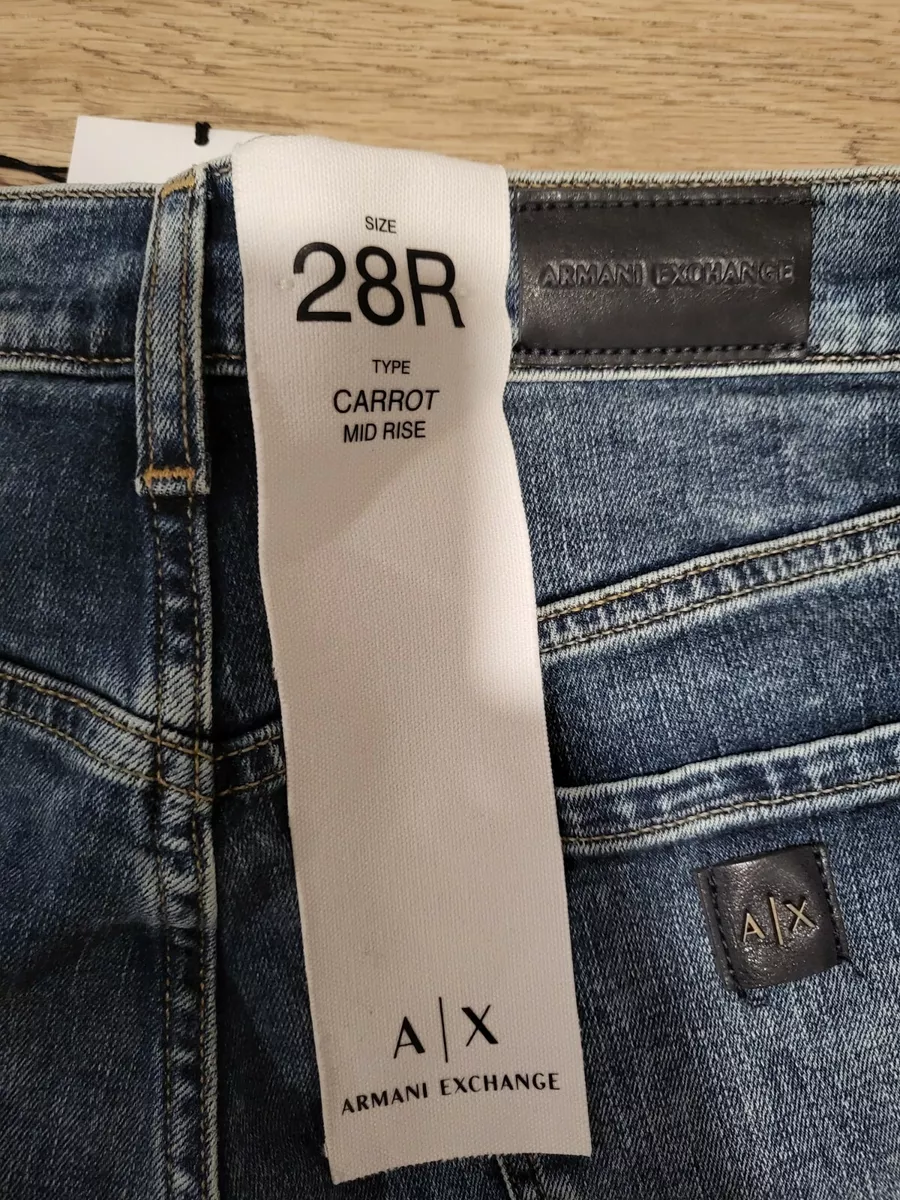 SIZE
28R
TYPE
CARROT
MID RISE
A|X
ARMANI EXCHANGE
ARMANI EXCHANGE
A|X